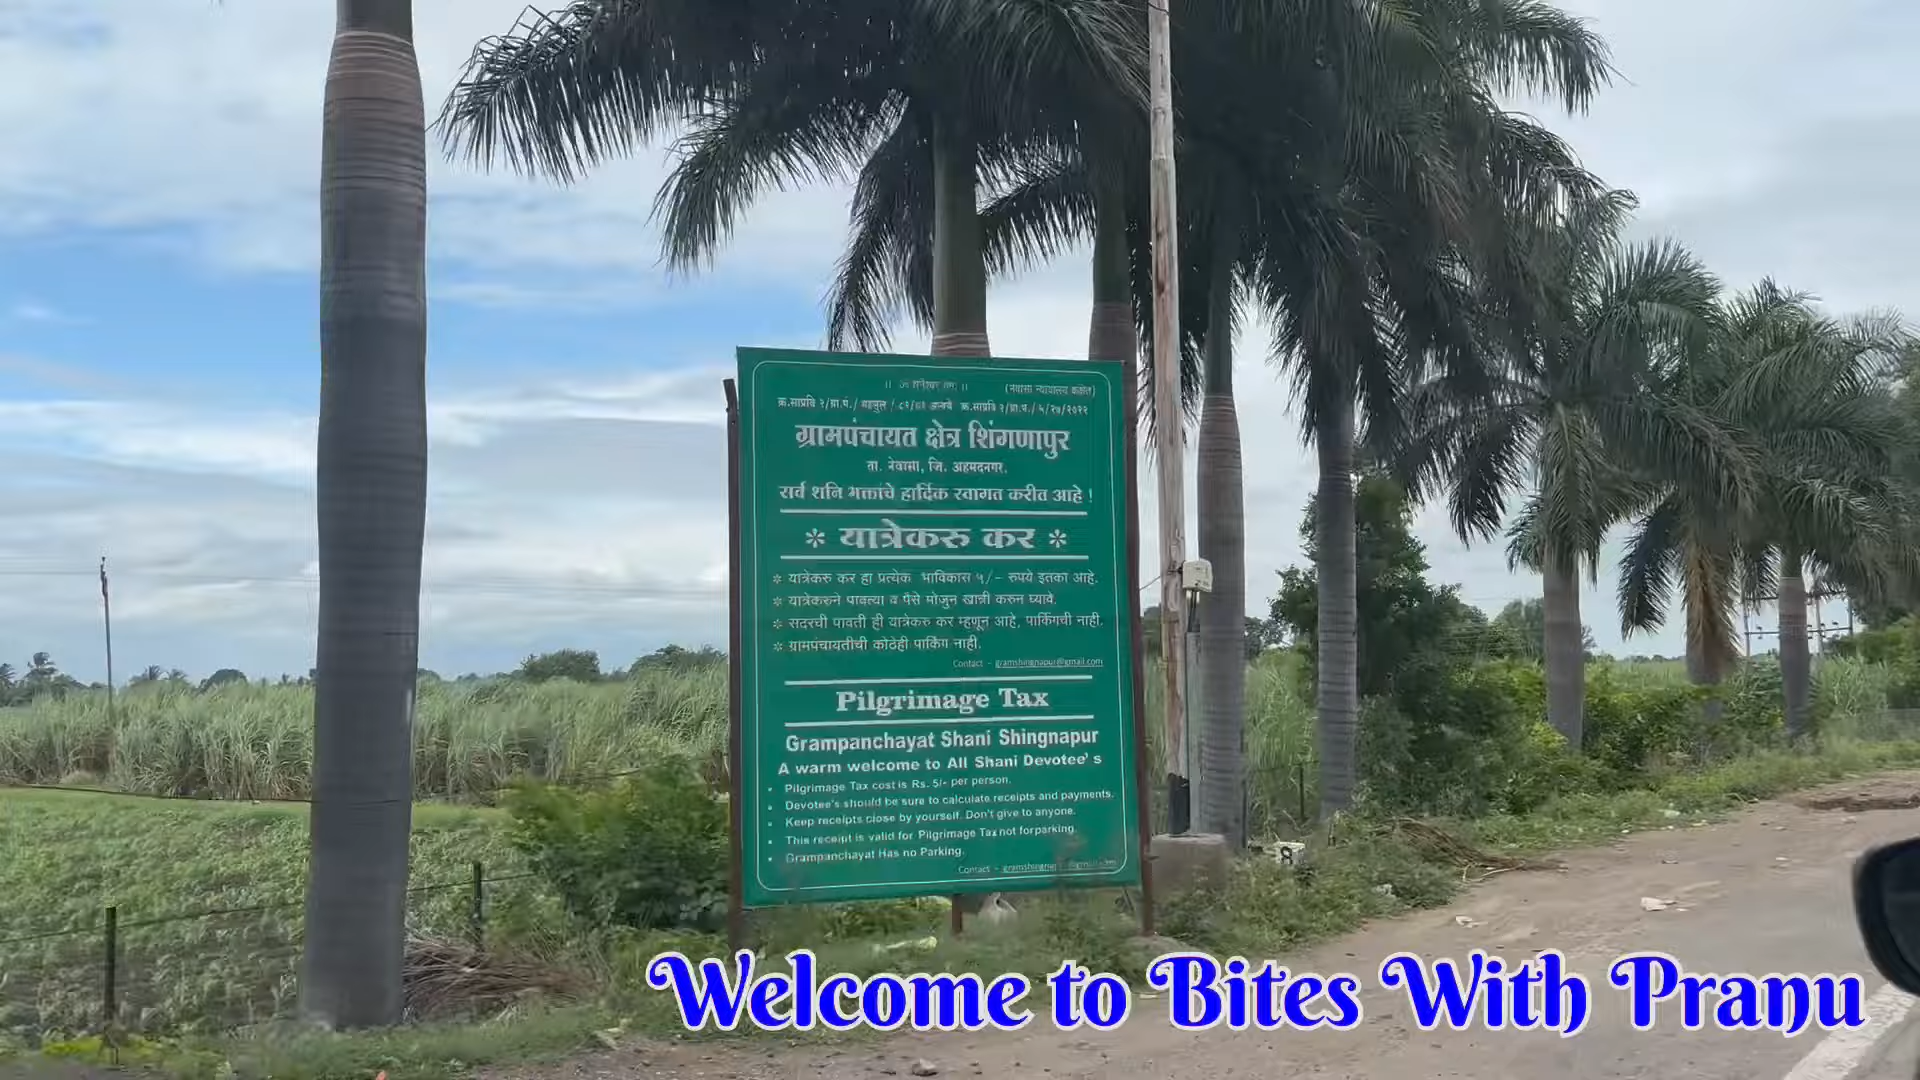 (नेवासा न्यायालय कक्षेत)
ग्रामपंचायत क्षेत्र शिंगणापुर
ता. नेवासा, जि. अहमदनगर.
सर्व शनि भक्तांचे हार्दिक स्वागत करीत आहे !
* यात्रेकरु कर *
* यात्रेकरु कर हा प्रत्येक भाविकास ५/- रुपये इतका आहे.
* यात्रेकरुने पावत्या व पैसे मोजुन खात्री करुन घ्यावे.
* सदरची पावती ही यात्रेकरु कर म्हणून आहे, पार्किंगची नाही.
* ग्रामपंचायतीची कोठेही पार्किंग नाही.
Contact - gramshingnapur@gmail.com
Pilgrimage Tax
Grampanchayat Shani Shingnapur
A warm welcome to All Shani Devotee's
• Pilgrimage Tax cost is Rs. 5/- per person.
• Devotee's should be sure to calculate receipts and payments.
• Keep receipts close by yourself. Don't give to anyone.
• This receipt is valid for Pilgrimage Tax not forparking.
• Grampanchayat Has no Parking.
Contact -
8
Welcome to Bites With Pranu